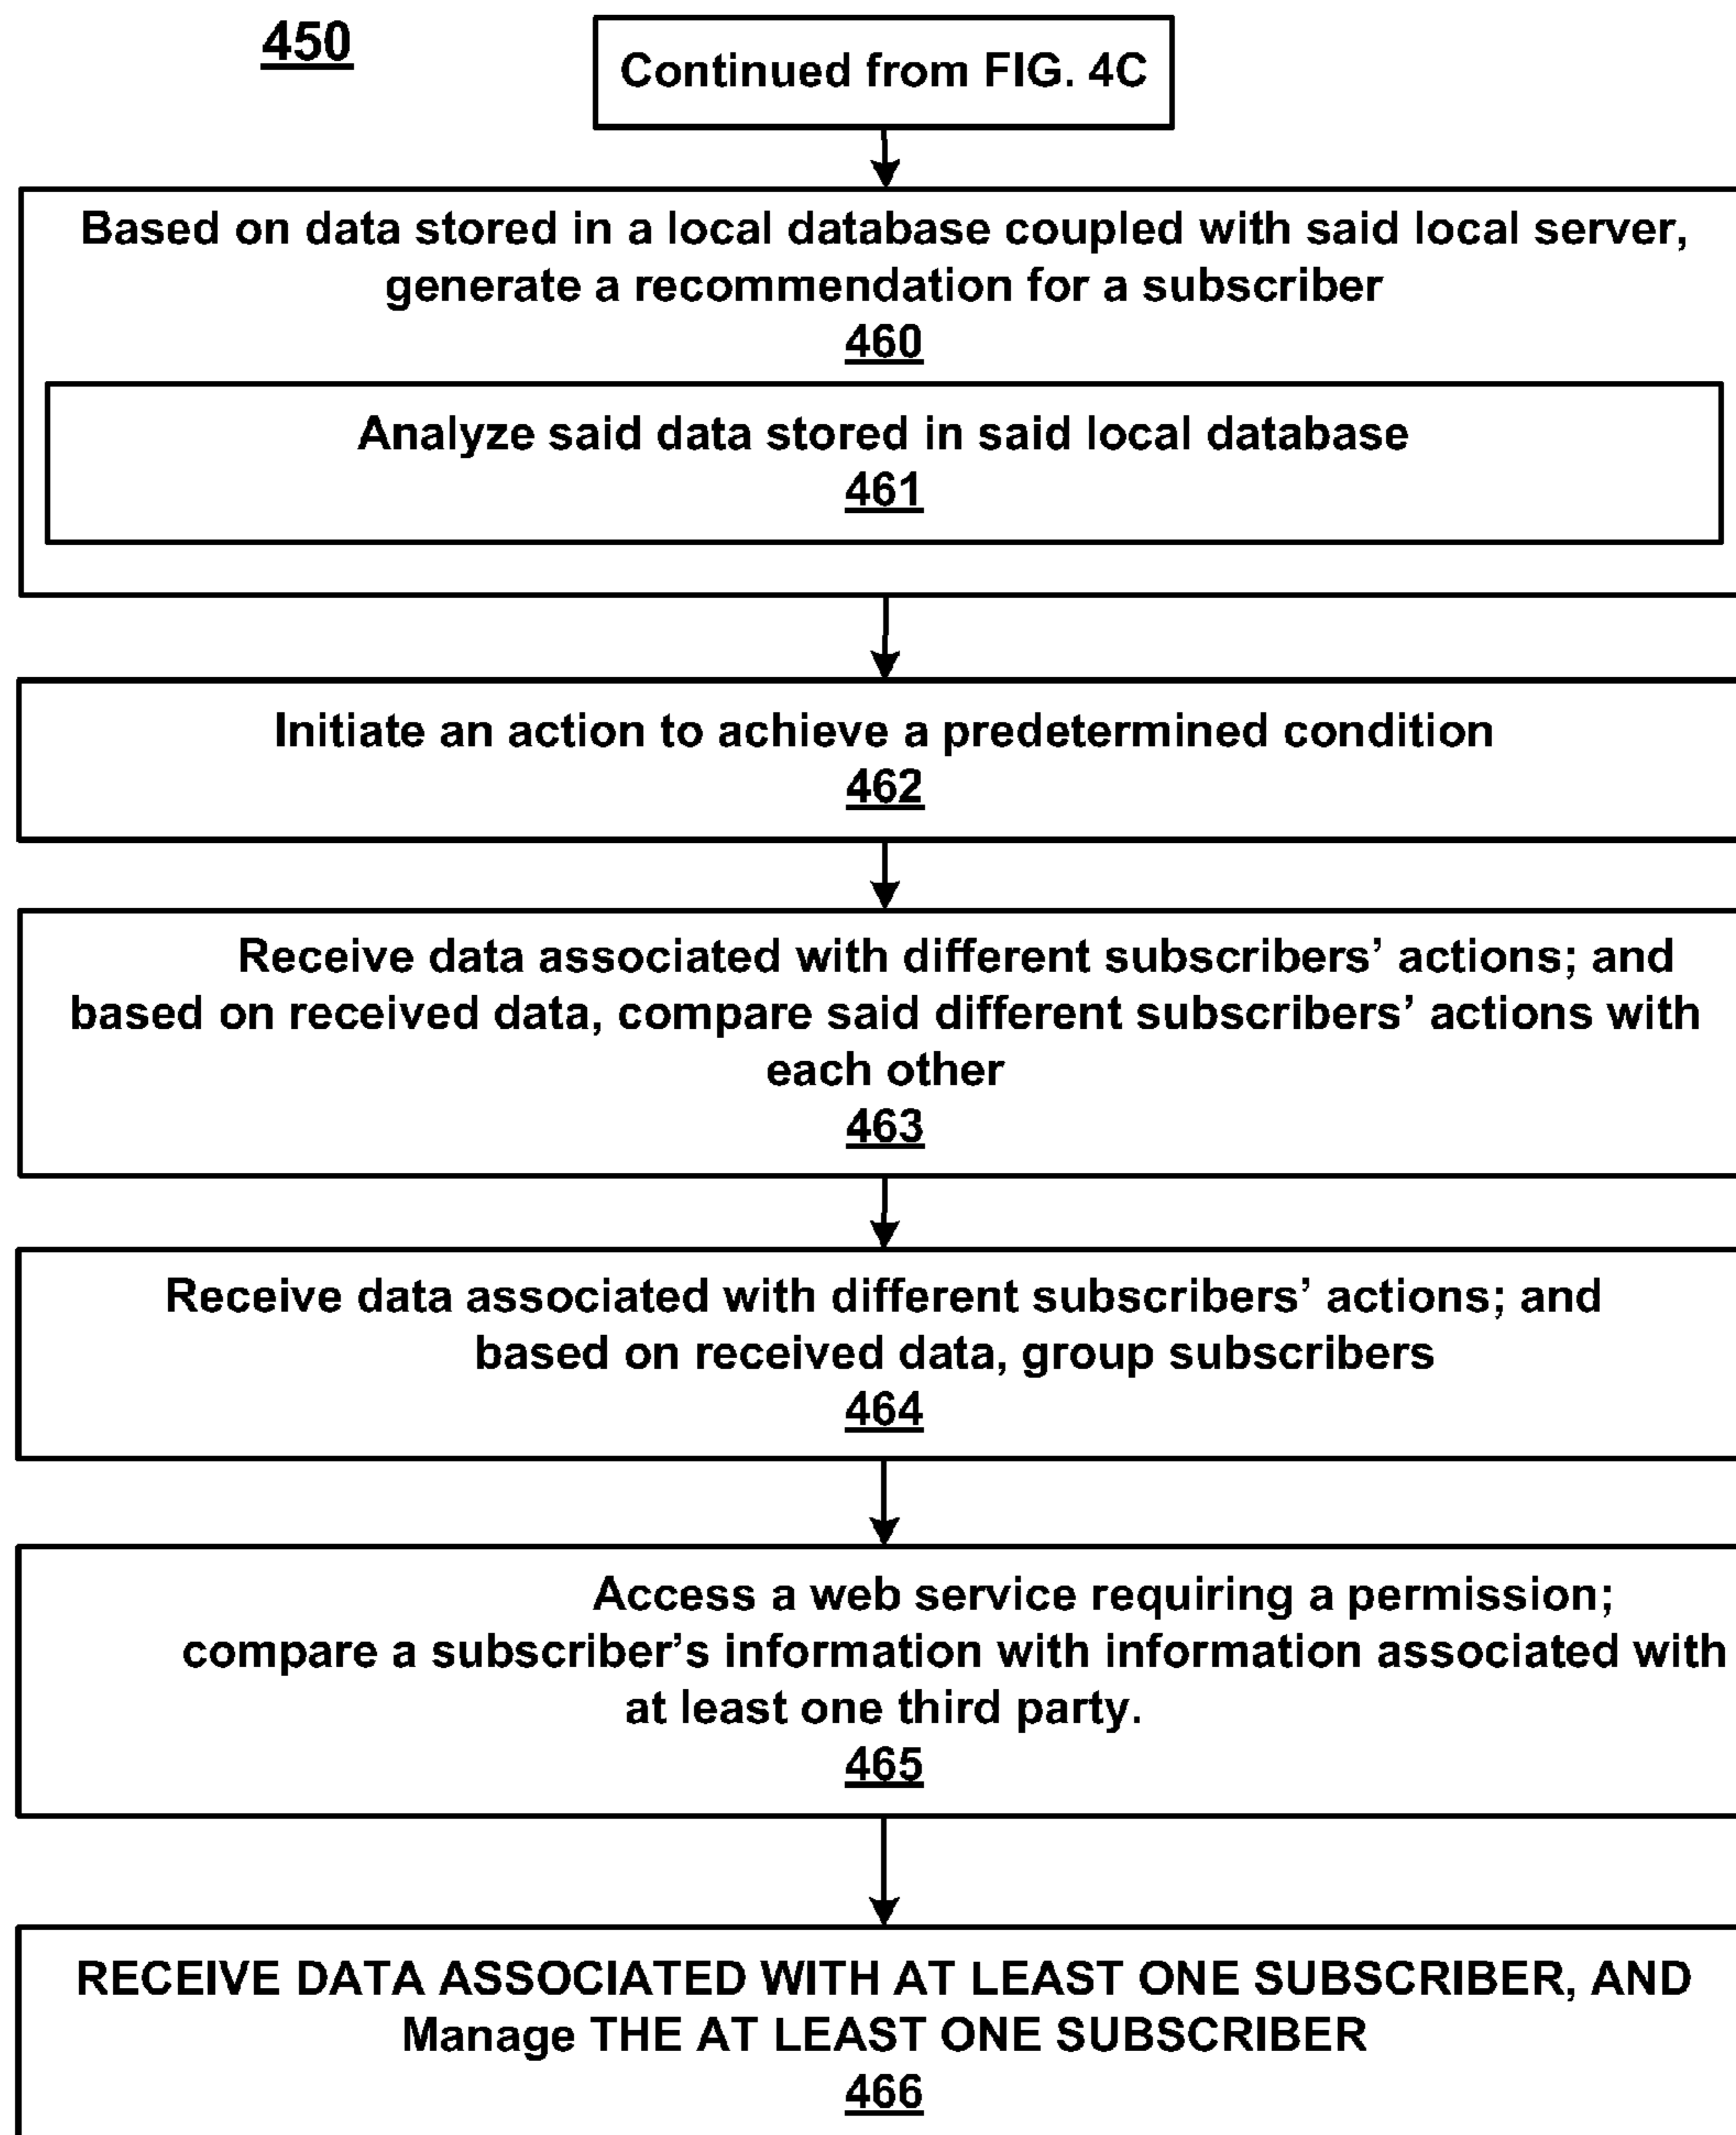 450
Continued from FIG. 4C
Based on data stored in a local database coupled with said local server,
generate a recommendation for a subscriber
460
Analyze said data stored in said local database
461
Initiate an action to achieve a predetermined condition
462
Receive data associated with different subscribers’ actions; and
based on received data, compare said different subscribers’ actions with
each other
463
Receive data associated with different subscribers’ actions; and
based on received data, group subscribers
464
Access a web service requiring a permission;
compare a subscriber’s information with information associated with
at least one third party.
465
RECEIVE DATA ASSOCIATED WITH AT LEAST ONE SUBSCRIBER, AND
Manage THE AT LEAST ONE SUBSCRIBER
466